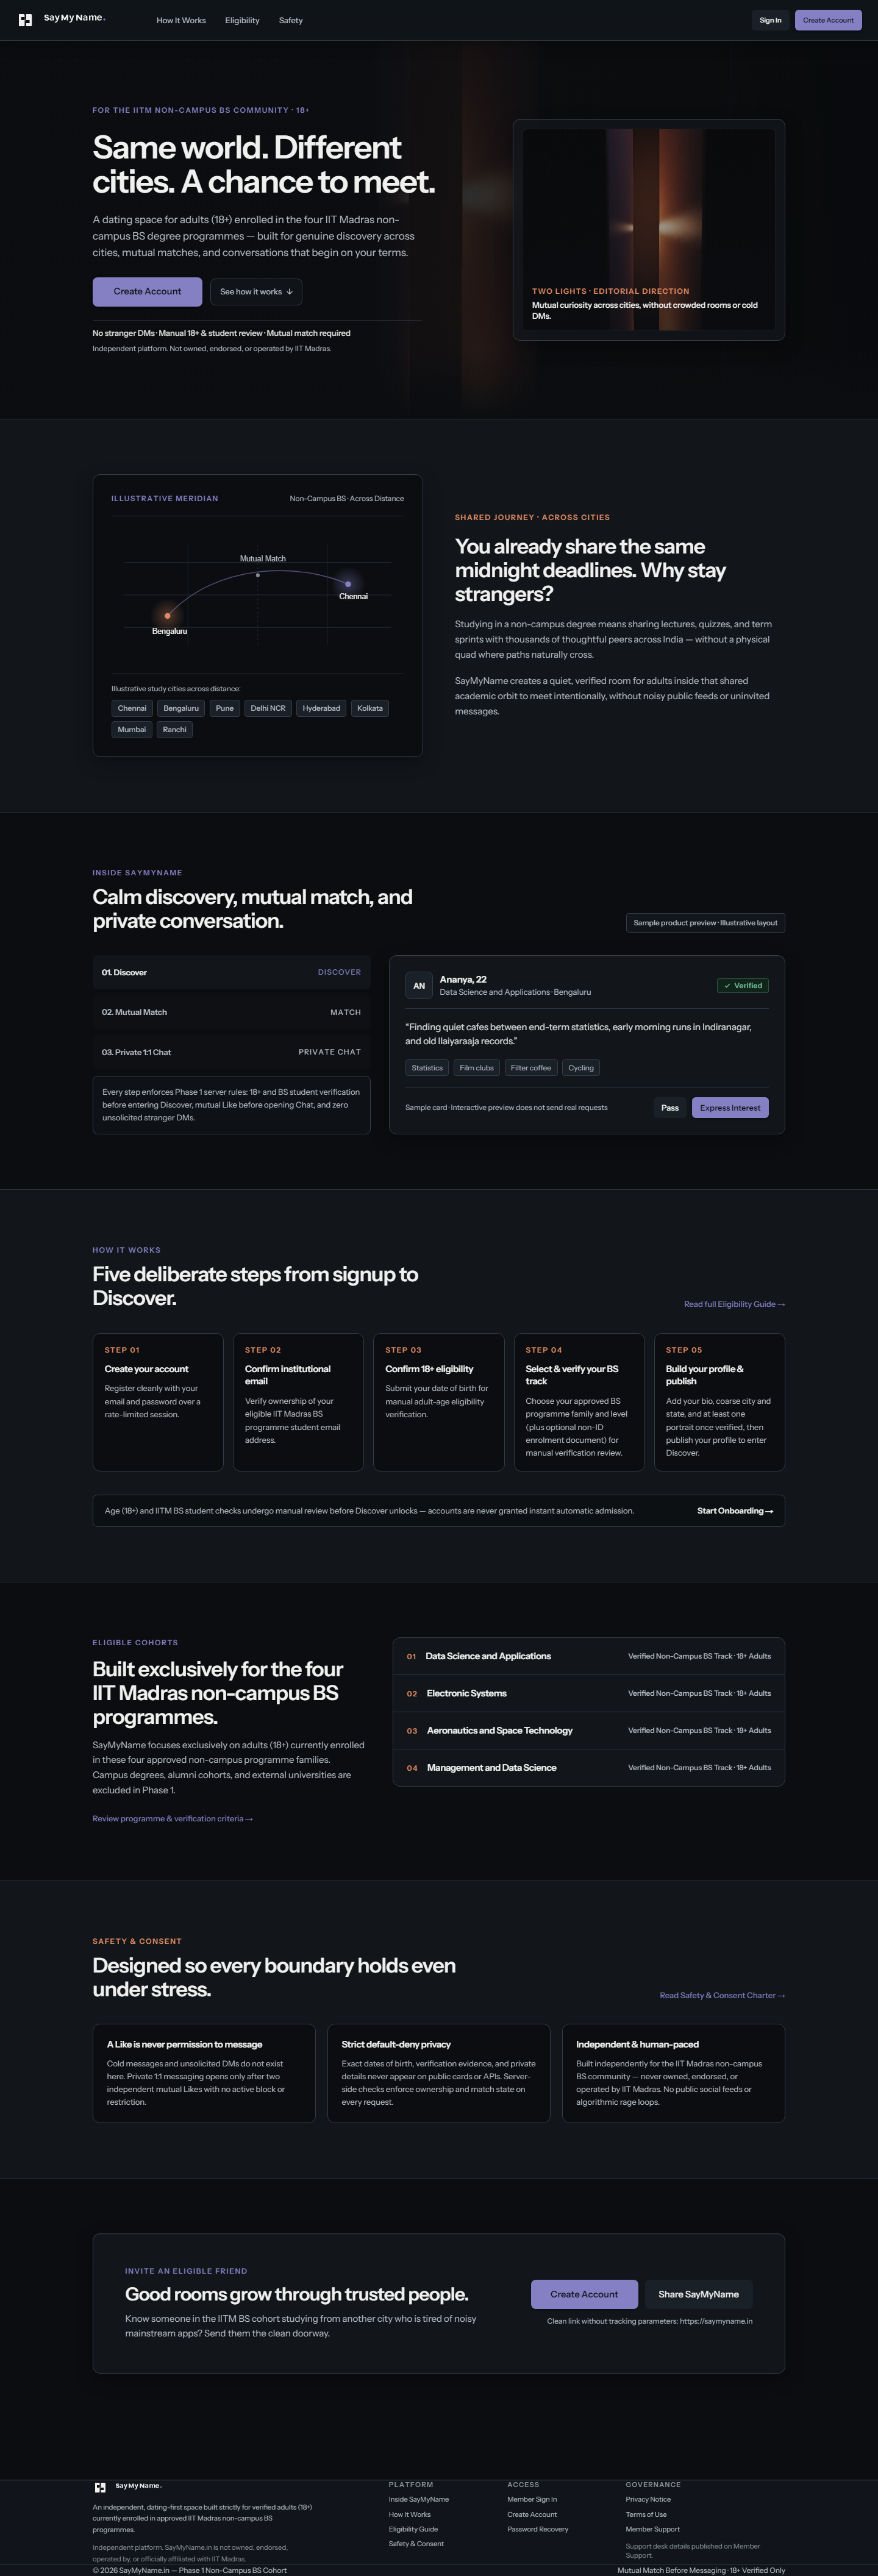 Say My Name.
How It Works
Eligibility
Safety
Sign In
Create Account
FOR THE IITM NON-CAMPUS BS COMMUNITY · 18+
Same world. Different
cities. A chance to meet.
A dating space for adults (18+) enrolled in the four IIT Madras non-
campus BS degree programmes — built for genuine discovery across
cities, mutual matches, and conversations that begin on your terms.
Create Account
See how it works ↓
No stranger DMs · Manual 18+ & student review · Mutual match required
Independent platform. Not owned, endorsed, or operated by IIT Madras.
TWO LIGHTS · EDITORIAL DIRECTION
Mutual curiosity across cities, without crowded rooms or cold
DMs.
ILLUSTRATIVE MERIDIAN
Non-Campus BS · Across Distance
Mutual Match
Chennai
Bengaluru
Illustrative study cities across distance:
Chennai
Bengaluru
Pune
Delhi NCR
Hyderabad
Kolkata
Mumbai
Ranchi
SHARED JOURNEY · ACROSS CITIES
You already share the same
midnight deadlines. Why stay
strangers?
Studying in a non-campus degree means sharing lectures, quizzes, and term
sprints with thousands of thoughtful peers across India — without a physical
quad where paths naturally cross.
SayMyName creates a quiet, verified room for adults inside that shared
academic orbit to meet intentionally, without noisy public feeds or uninvited
messages.
INSIDE SAYMYNAME
Calm discovery, mutual match, and
private conversation.
Sample product preview · Illustrative layout
01. Discover
DISCOVER
02. Mutual Match
MATCH
03. Private 1:1 Chat
PRIVATE CHAT
Every step enforces Phase 1 server rules: 18+ and BS student verification
before entering Discover, mutual Like before opening Chat, and zero
unsolicited stranger DMs.
AN
Ananya, 22
Data Science and Applications · Bengaluru
✓ Verified
“Finding quiet cafes between end-term statistics, early morning runs in Indiranagar,
and old Ilaiyaraaja records.”
Statistics
Film clubs
Filter coffee
Cycling
Sample card · Interactive preview does not send real requests
Pass
Express Interest
HOW IT WORKS
Five deliberate steps from signup to
Discover.
Read full Eligibility Guide →
STEP 01
Create your account
Register cleanly with your
email and password over a
rate-limited session.
STEP 02
Confirm institutional
email
Verify ownership of your
eligible IIT Madras BS
programme student email
address.
STEP 03
Confirm 18+ eligibility
Submit your date of birth for
manual adult-age eligibility
verification.
STEP 04
Select & verify your BS
track
Choose your approved BS
programme family and level
(plus optional non-ID
enrolment document) for
manual verification review.
STEP 05
Build your profile &
publish
Add your bio, coarse city and
state, and at least one
portrait once verified, then
publish your profile to enter
Discover.
Age (18+) and IITM BS student checks undergo manual review before Discover unlocks — accounts are never granted instant automatic admission.
Start Onboarding →
ELIGIBLE COHORTS
Built exclusively for the four
IIT Madras non-campus BS
programmes.
SayMyName focuses exclusively on adults (18+) currently enrolled
in these four approved non-campus programme families.
Campus degrees, alumni cohorts, and external universities are
excluded in Phase 1.
Review programme & verification criteria →
01 Data Science and Applications
Verified Non-Campus BS Track · 18+ Adults
02 Electronic Systems
Verified Non-Campus BS Track · 18+ Adults
03 Aeronautics and Space Technology
Verified Non-Campus BS Track · 18+ Adults
04 Management and Data Science
Verified Non-Campus BS Track · 18+ Adults
SAFETY & CONSENT
Designed so every boundary holds even
under stress.
Read Safety & Consent Charter →
A Like is never permission to message
Cold messages and unsolicited DMs do not exist
here. Private 1:1 messaging opens only after two
independent mutual Likes with no active block or
restriction.
Strict default-deny privacy
Exact dates of birth, verification evidence, and private
details never appear on public cards or APIs. Server-
side checks enforce ownership and match state on
every request.
Independent & human-paced
Built independently for the IIT Madras non-campus
BS community — never owned, endorsed, or
operated by IIT Madras. No public social feeds or
algorithmic rage loops.
INVITE AN ELIGIBLE FRIEND
Good rooms grow through trusted people.
Know someone in the IITM BS cohort studying from another city who is tired of noisy
mainstream apps? Send them the clean doorway.
Create Account
Share SayMyName
Clean link without tracking parameters: https://saymyname.in
Say My Name.
An independent, dating-first space built strictly for verified adults (18+)
currently enrolled in approved IIT Madras non-campus BS
programmes.
Independent platform. SayMyName.in is not owned, endorsed,
operated by, or officially affiliated with IIT Madras.
PLATFORM
Inside SayMyName
How It Works
Eligibility Guide
Safety & Consent
ACCESS
Member Sign In
Create Account
Password Recovery
GOVERNANCE
Privacy Notice
Terms of Use
Member Support
Support desk details published on Member
Support.
© 2026 SayMyName.in — Phase 1 Non-Campus BS Cohort
Mutual Match Before Messaging · 18+ Verified Only